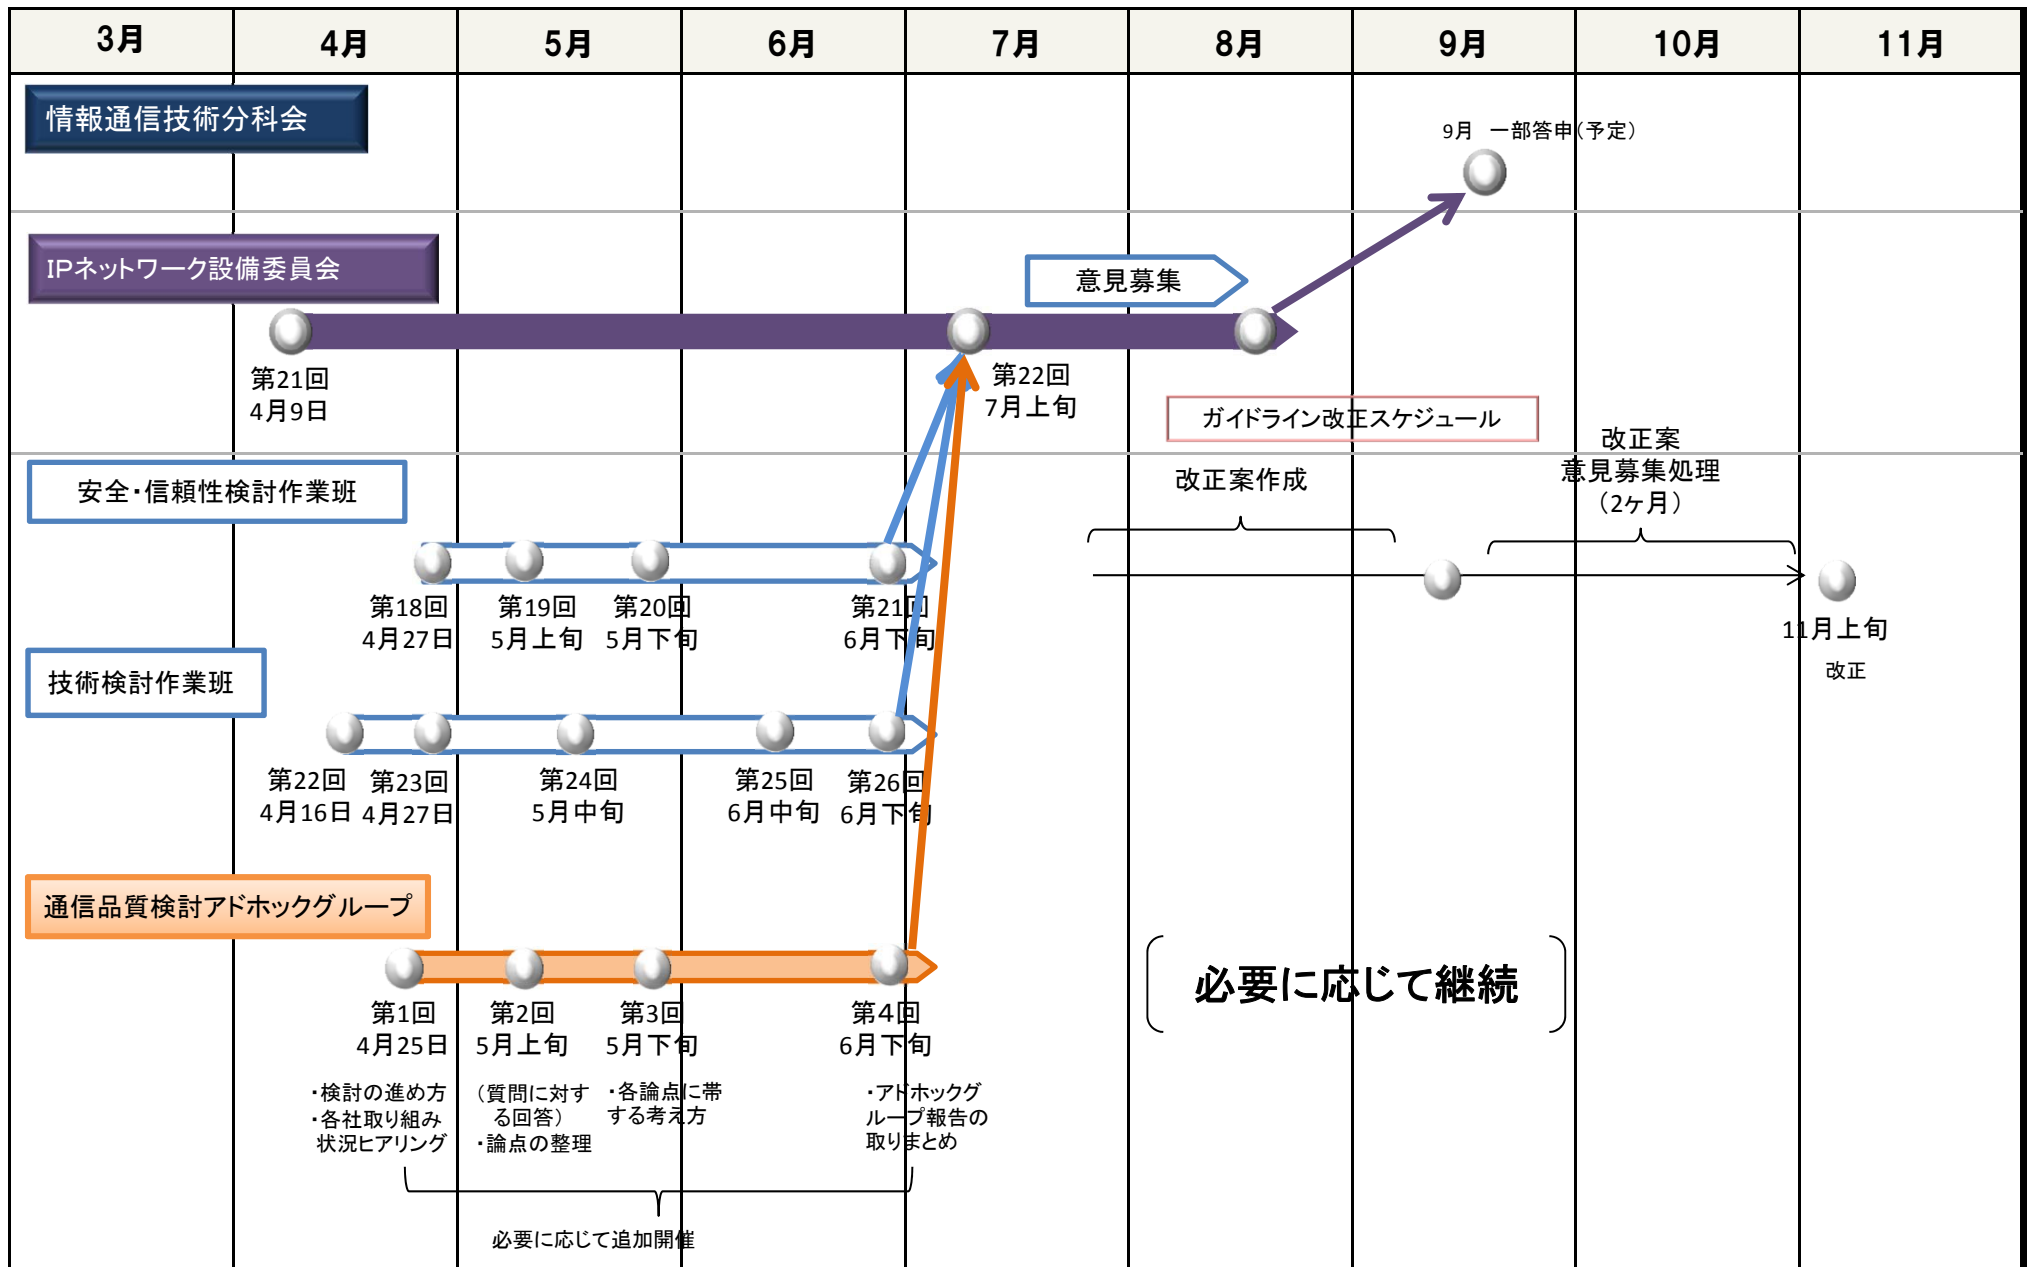 3月
4月
5月
6月
7月
8月
9月
10月
11月
情報通信技術分科会
9月　一部答申(予定)
IPネットワーク設備委員会
意見募集
第21回
4月9日
第22回
7月上旬
ガイドライン改正スケジュール
安全・信頼性検討作業班
改正案作成
改正案
意見募集処理
(2ヶ月)
第18回
4月27日
第19回
5月上旬
第20回
5月下旬
第21回
6月下旬
11月上旬
改正
技術検討作業班
第22回
4月16日
第23回
4月27日
第24回
5月中旬
第25回
6月中旬
第26回
6月下旬
通信品質検討アドホックグループ
必要に応じて継続
第1回
4月25日
第2回
5月上旬
第3回
5月下旬
第4回
6月下旬
・検討の進め方
・各社取り組み
状況ヒアリング
(質問に対す
る回答)
・論点の整理
・各論点に帯
する考え方
・アドホックグ
ループ報告の
取りまとめ
必要に応じて追加開催